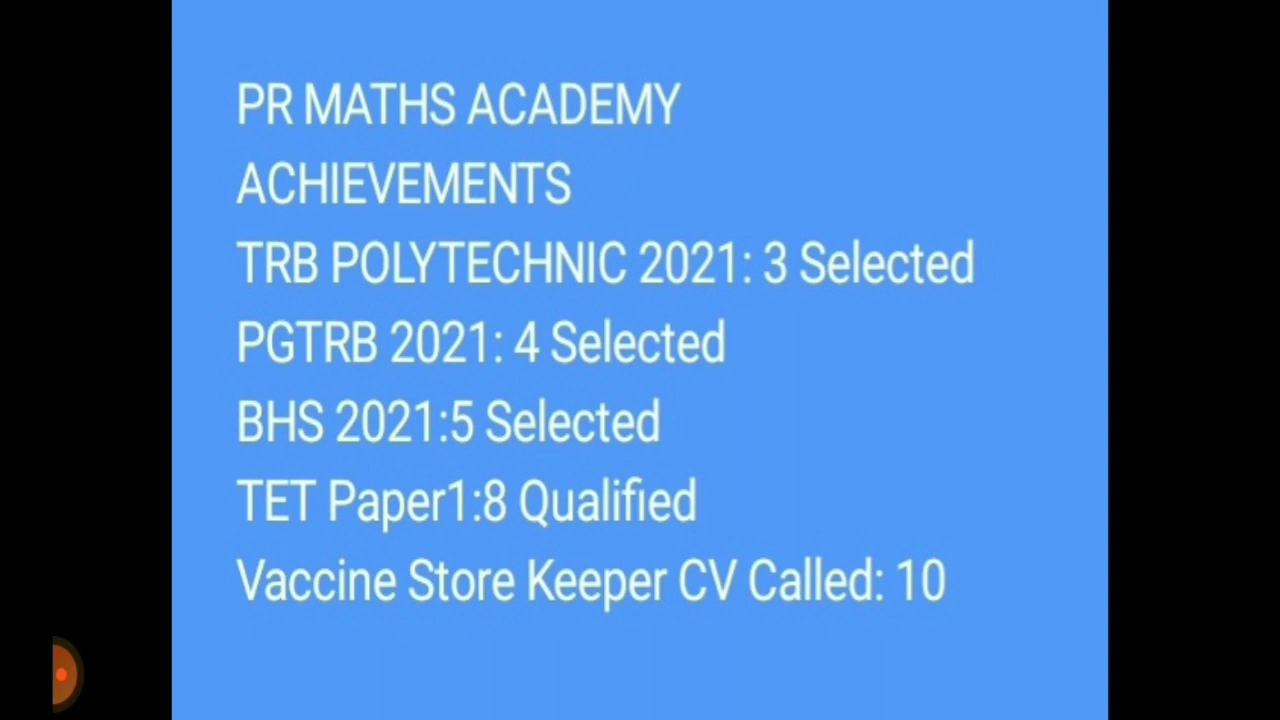 PR MATHS ACADEMY
ACHIEVEMENTS
TRB POLYTECHNIC 2021: 3 Selected
PGTRB 2021: 4 Selected
BHS 2021:5 Selected
TET Paper1:8 Qualified
Vaccine Store Keeper CV Called: 10